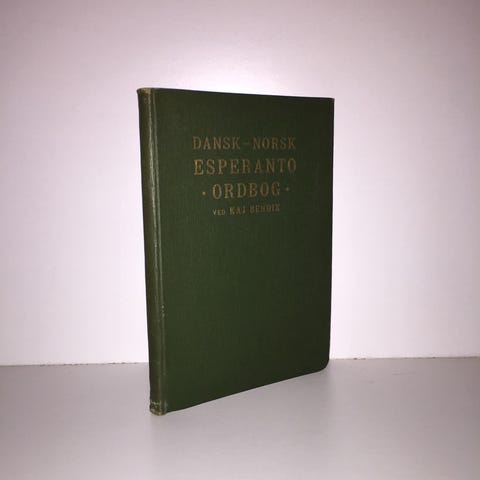 DANSK-NORSK
ESPERANTO
· ORDBOG ·
VED KAJ BENDIX